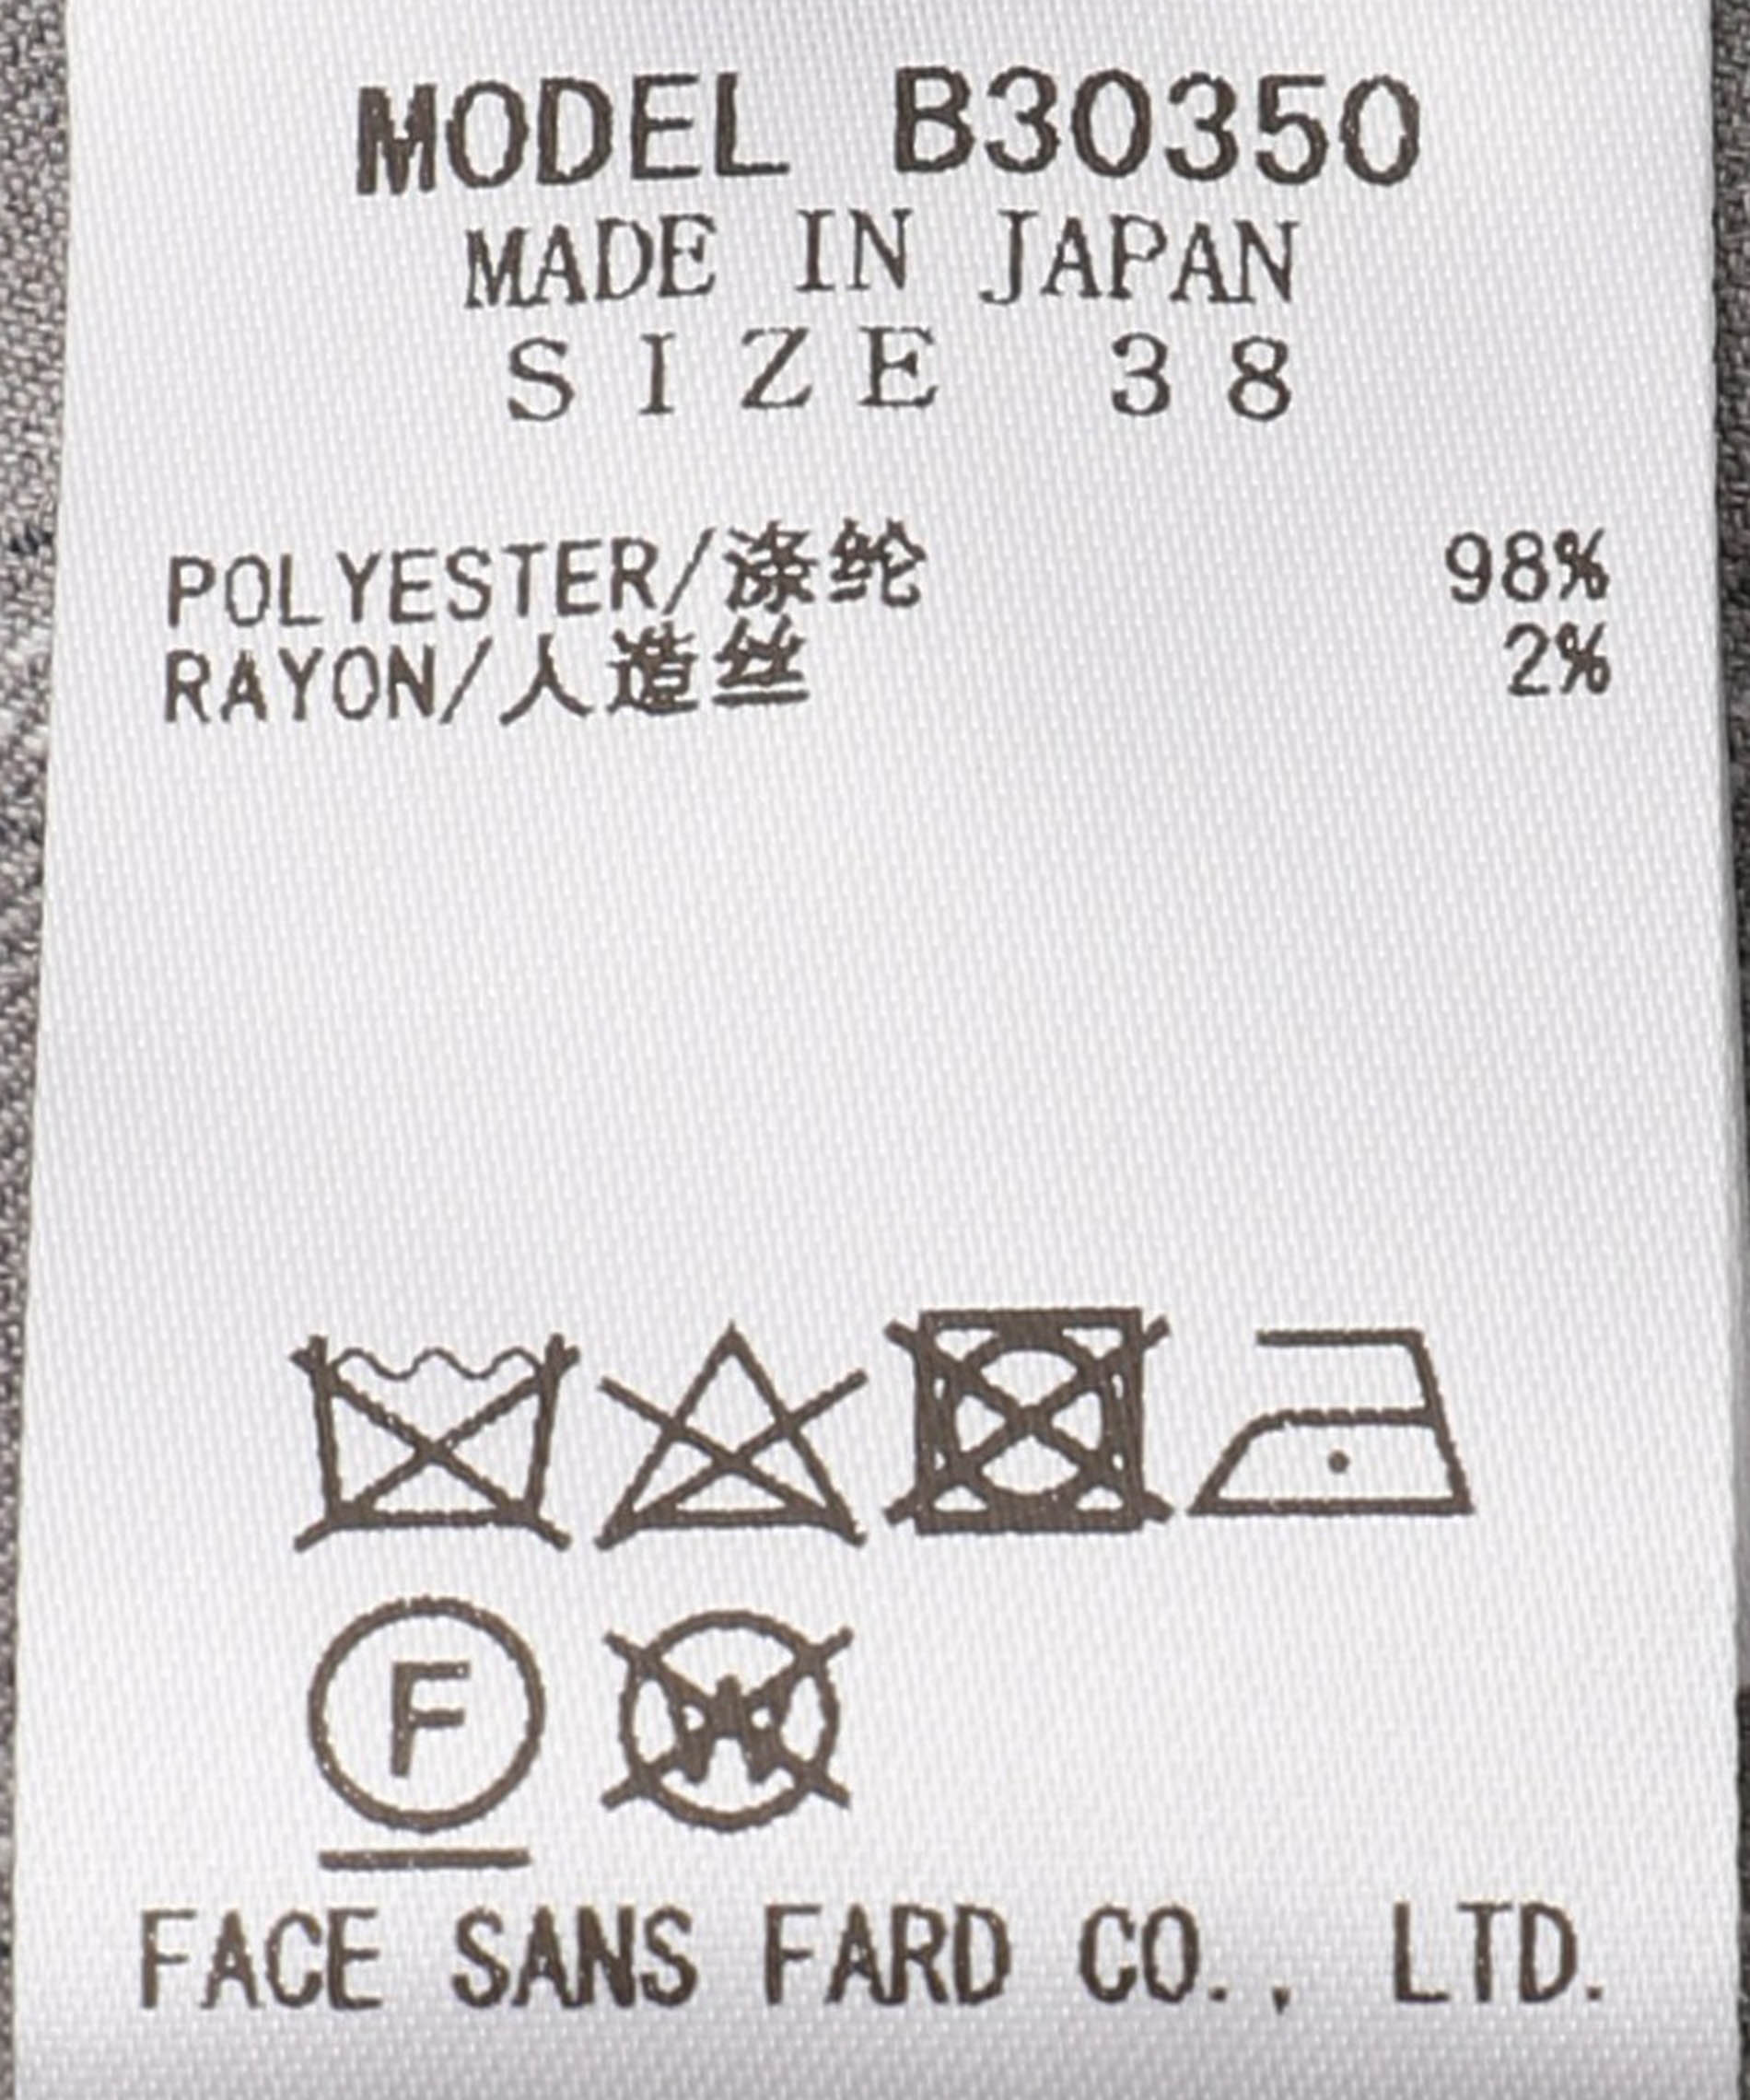 MODEL B30350
MADE IN JAPAN
SIZE 38
POLYESTER/涤纶 98%
RAYON/人造丝 2%
F W
FACE SANS FARD CO., LTD.